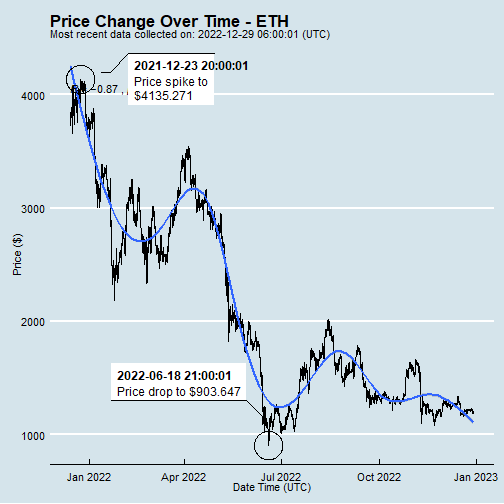 Price Change Over Time - ETH
Most recent data collected on: 2022-12-29 06:00:01 (UTC)
2021-12-23 20:00:01
Price spike to
$4135.271
4000
3000
Price ($)
2000
2022-06-18 21:00:01
Price drop to $903.647
1000
Jan 2022
Apr 2022
Jul 2022
Oct 2022
Jan 2023
Date Time (UTC)